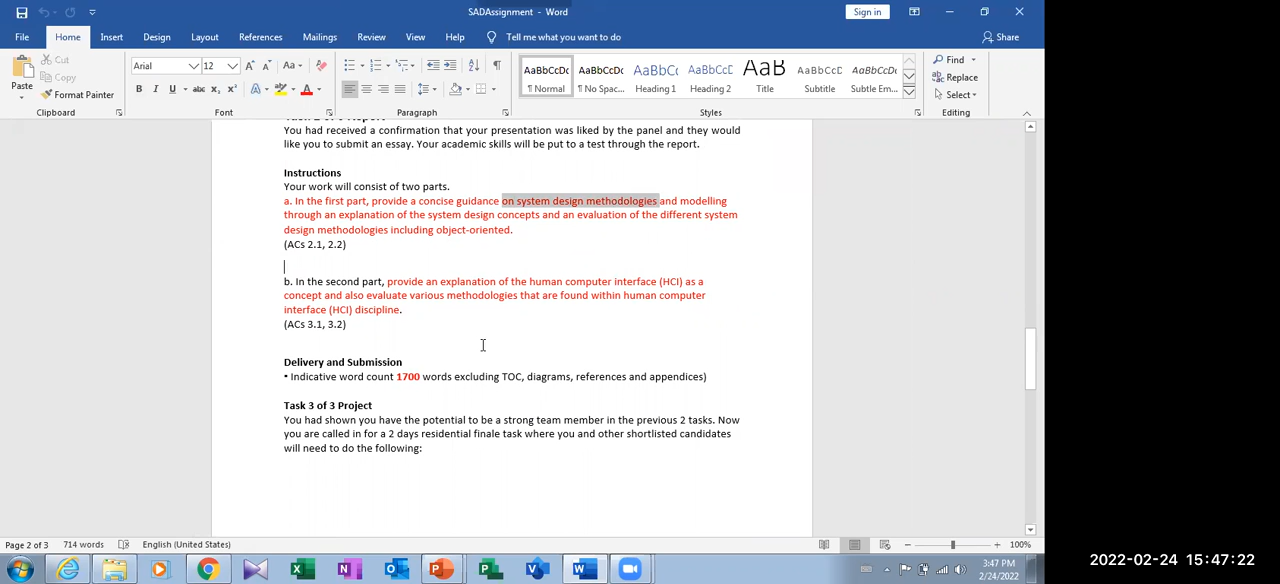 SADAssignment - Word
Sign in
File Home Insert Design Layout References Mailings Review View Help Tell me what you want to do Share
Paste
Cut
Copy
Format Painter
Clipboard
Arial 12
Font
Paragraph
AaBbCcDc ¶ Normal
AaBbCcDc ¶ No Spac...
AaBbCc Heading 1
AaBbCcC Heading 2
AaB Title
AaBbCcC Subtitle
AaBbCcDc Subtle Em...
Styles
Find
Replace
Select
Editing
You had received a confirmation that your presentation was liked by the panel and they would
like you to submit an essay. Your academic skills will be put to a test through the report.
Instructions
Your work will consist of two parts.
a. In the first part, provide a concise guidance on system design methodologies and modelling
through an explanation of the system design concepts and an evaluation of the different system
design methodologies including object-oriented.
(ACs 2.1, 2.2)
b. In the second part, provide an explanation of the human computer interface (HCI) as a
concept and also evaluate various methodologies that are found within human computer
interface (HCI) discipline.
(ACs 3.1, 3.2)
Delivery and Submission
• Indicative word count 1700 words excluding TOC, diagrams, references and appendices)
Task 3 of 3 Project
You had shown you have the potential to be a strong team member in the previous 2 tasks. Now
you are called in for a 2 days residential finale task where you and other shortlisted candidates
will need to do the following:
Page 2 of 3 714 words English (United States) 100%
3:47 PM
2/24/2022
2022-02-24 15:47:22